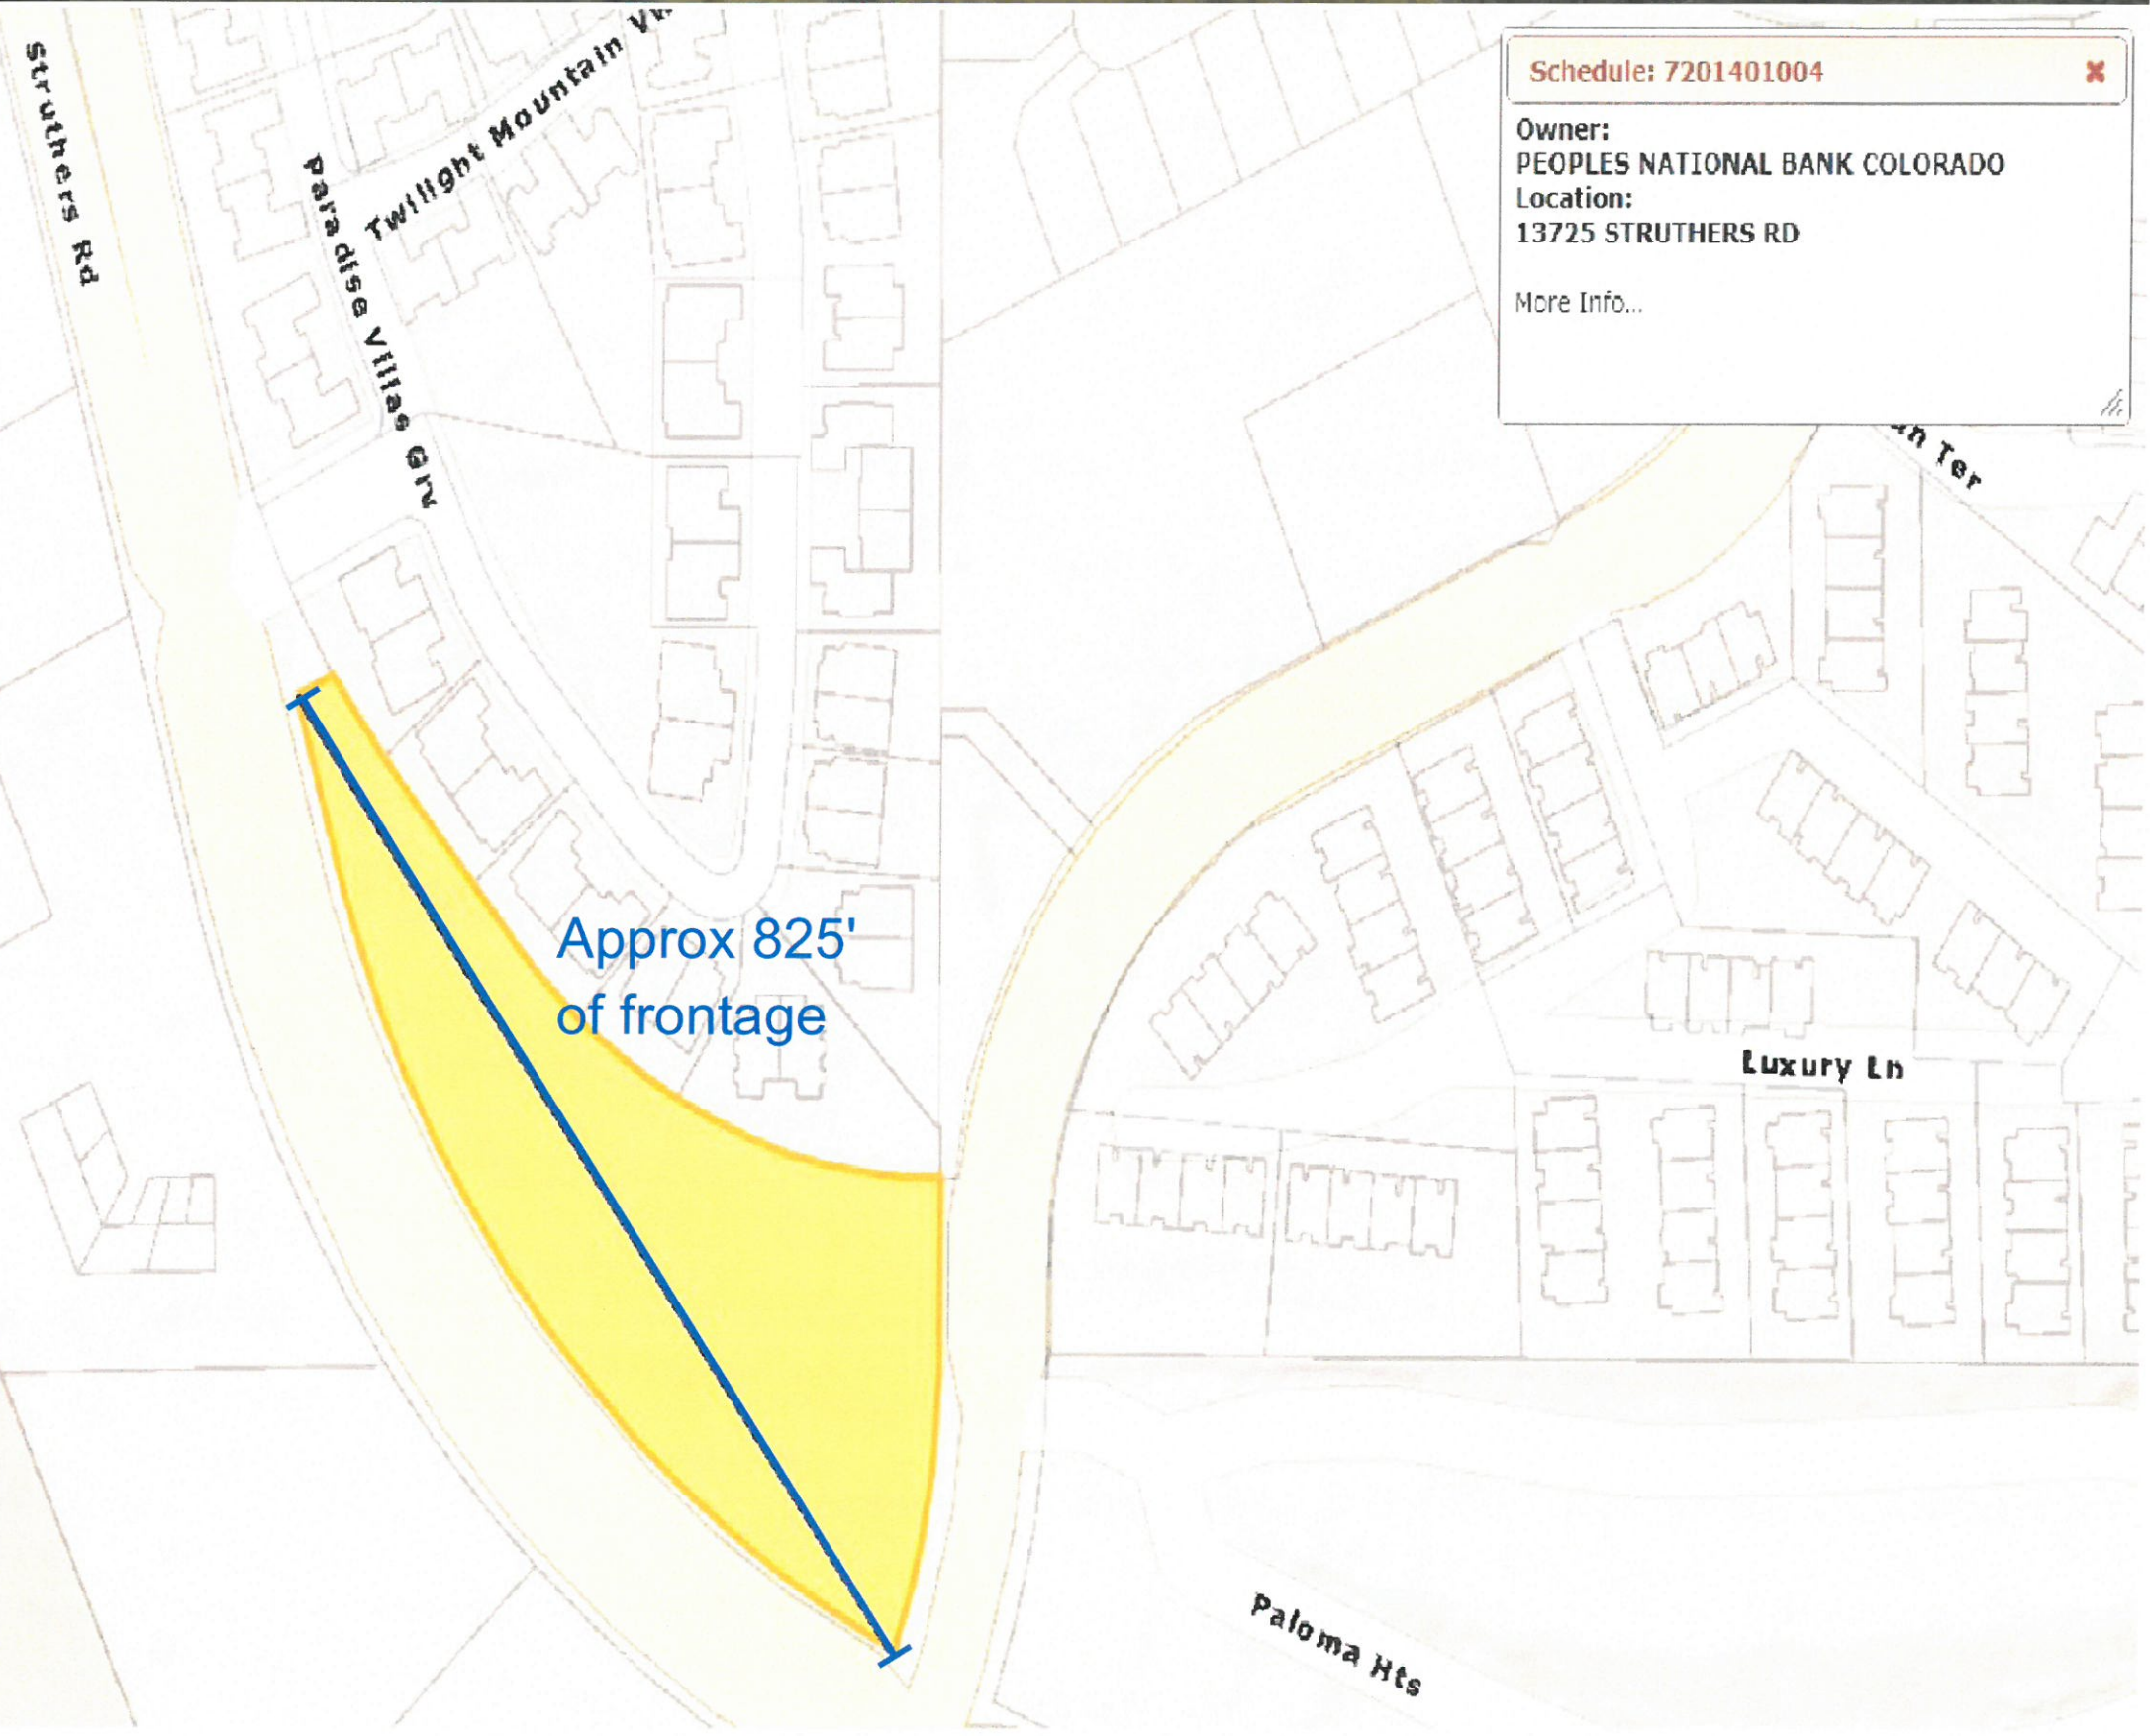 Struthers Rd
Twilight Mountain
Paradise Villas Grv
Schedule: 7201401004
Owner:
PEOPLES NATIONAL BANK COLORADO
Location:
13725 STRUTHERS RD
More Info...
Ter
Approx 825'
of frontage
Luxury Ln
Paloma Hts